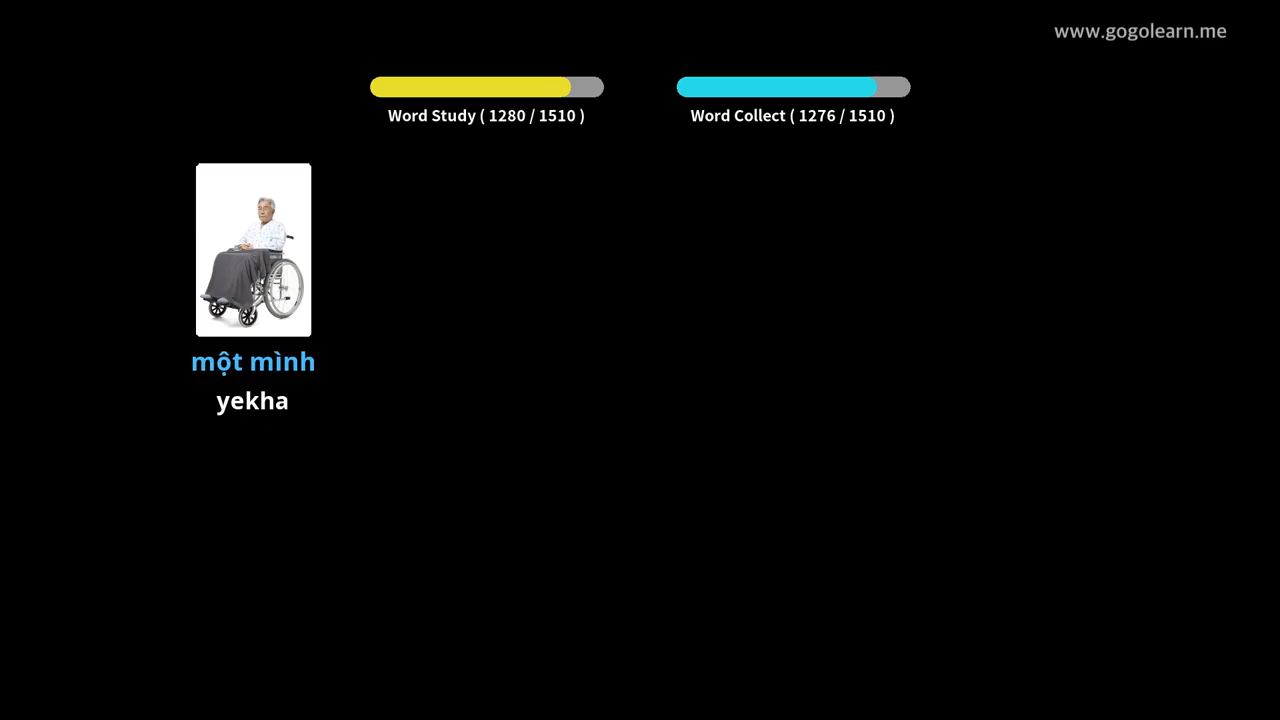 www.gogolearn.me
Word Study ( 1280 / 1510 )
Word Collect ( 1276 / 1510 )
một mình
yekha